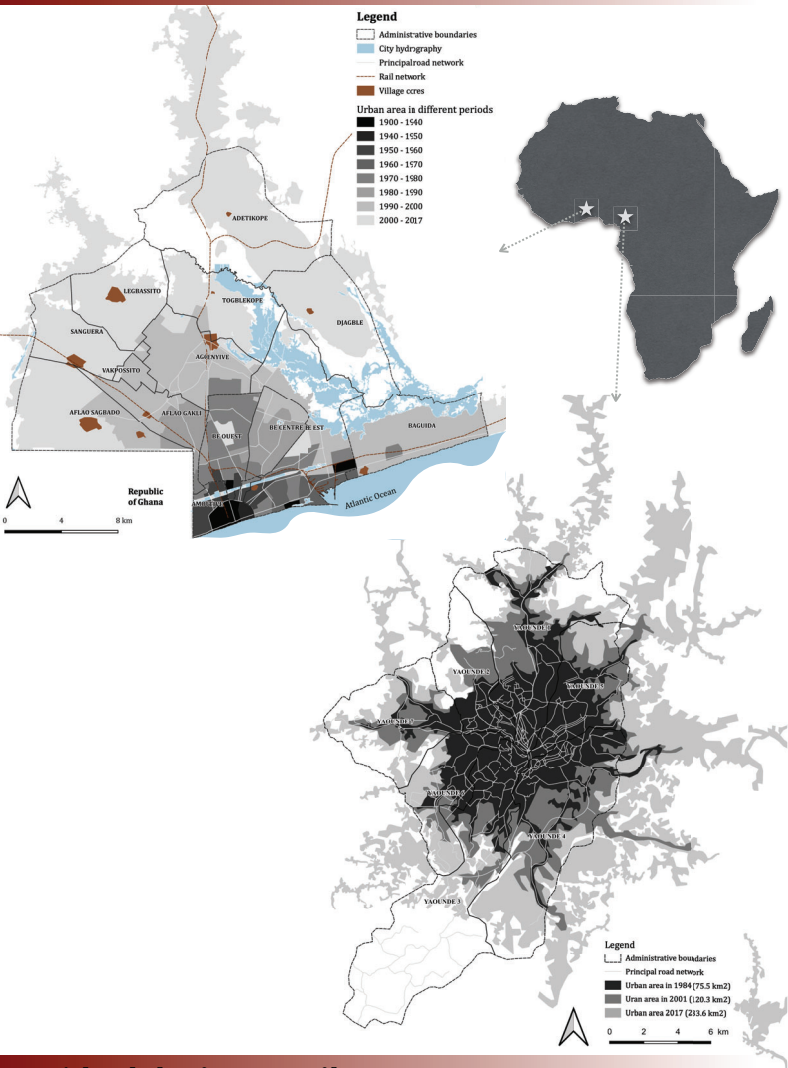 Legend
Administrative boundaries
City hydrography
Principal road network
Rail network
Village cores
Urban area in different periods
1900 - 1940
1940 - 1950
1950 - 1960
1960 - 1970
1970 - 1980
1980 - 1990
1990 - 2000
2000 - 2017
ADETIKOPE
LEGBASSITO
TOGBLEKOPE
DJAGBLE
SANGUERA
AGOENYIVE
VAKPOSSITO
AFLAO SAGBADO
AFLAO GAKLI
BE OUEST
BE CENTRE
EST
BAGUIDA
Republic
of Ghana
Atlantic Ocean
0 4 8 km
YAOUNDE 1
YAOUNDE 2
YAOUNDE 5
YAOUNDE 6
YAOUNDE 4
YAOUNDE 3
Legend
Administrative boundaries
Principal road network
Urban area in 1984 (75.5 km2)
Uran area in 2001 (120.3 km2)
Urban area 2017 (283.6 km2)
0 2 4 6 km